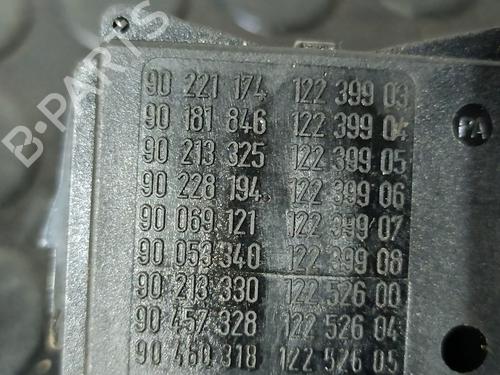 B-PARTS
90 221 174 122 399 03
90 181 846 122 399 04
90 213 325 122 399 05
90 228 194 122 399 06
90 069 121 122 399 07
90 053 340 122 399 08
90 213 330 122 526 00
90 457 328 122 526 04
90 460 318 122 526 05
PA